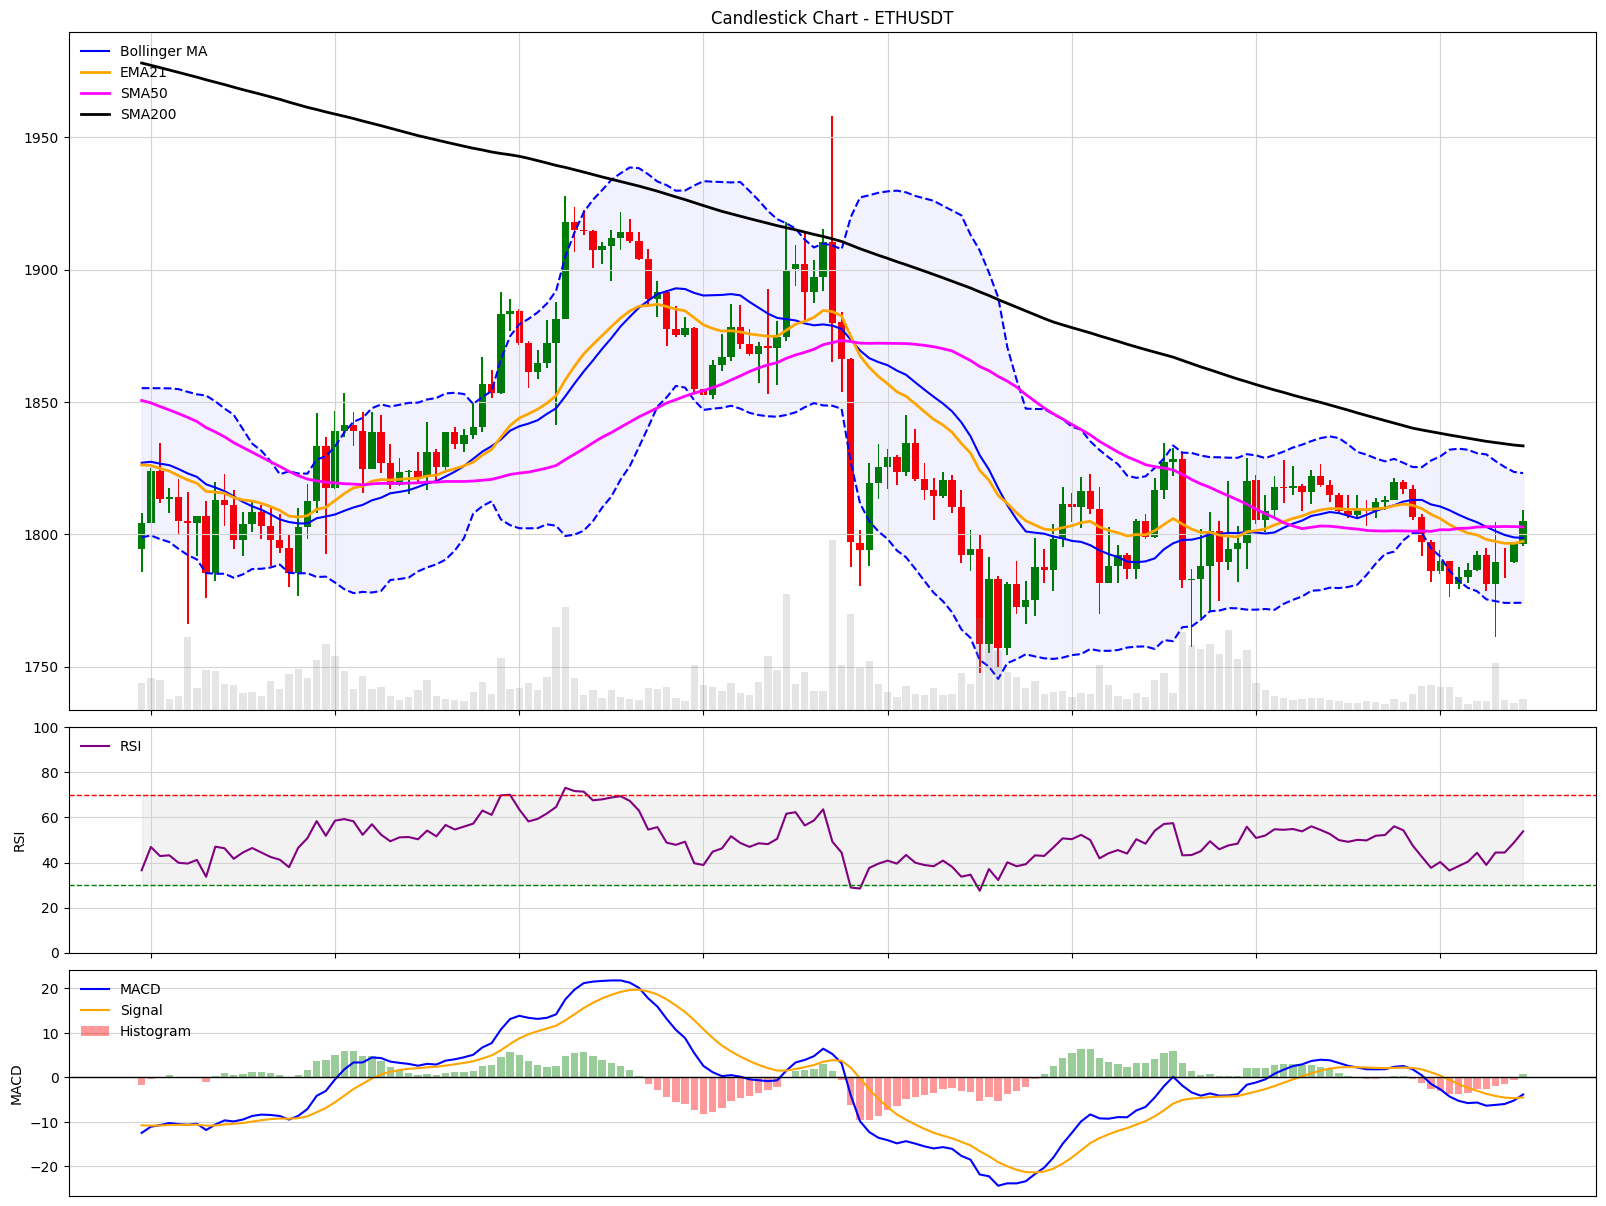 Candlestick Chart - ETHUSDT
Bollinger MA
EMA21
SMA50
SMA200
1950
1900
1850
1800
1750
RSI
100
80
60
40
20
0
RSI
MACD
Signal
Histogram
20
10
0
−10
−20
MACD